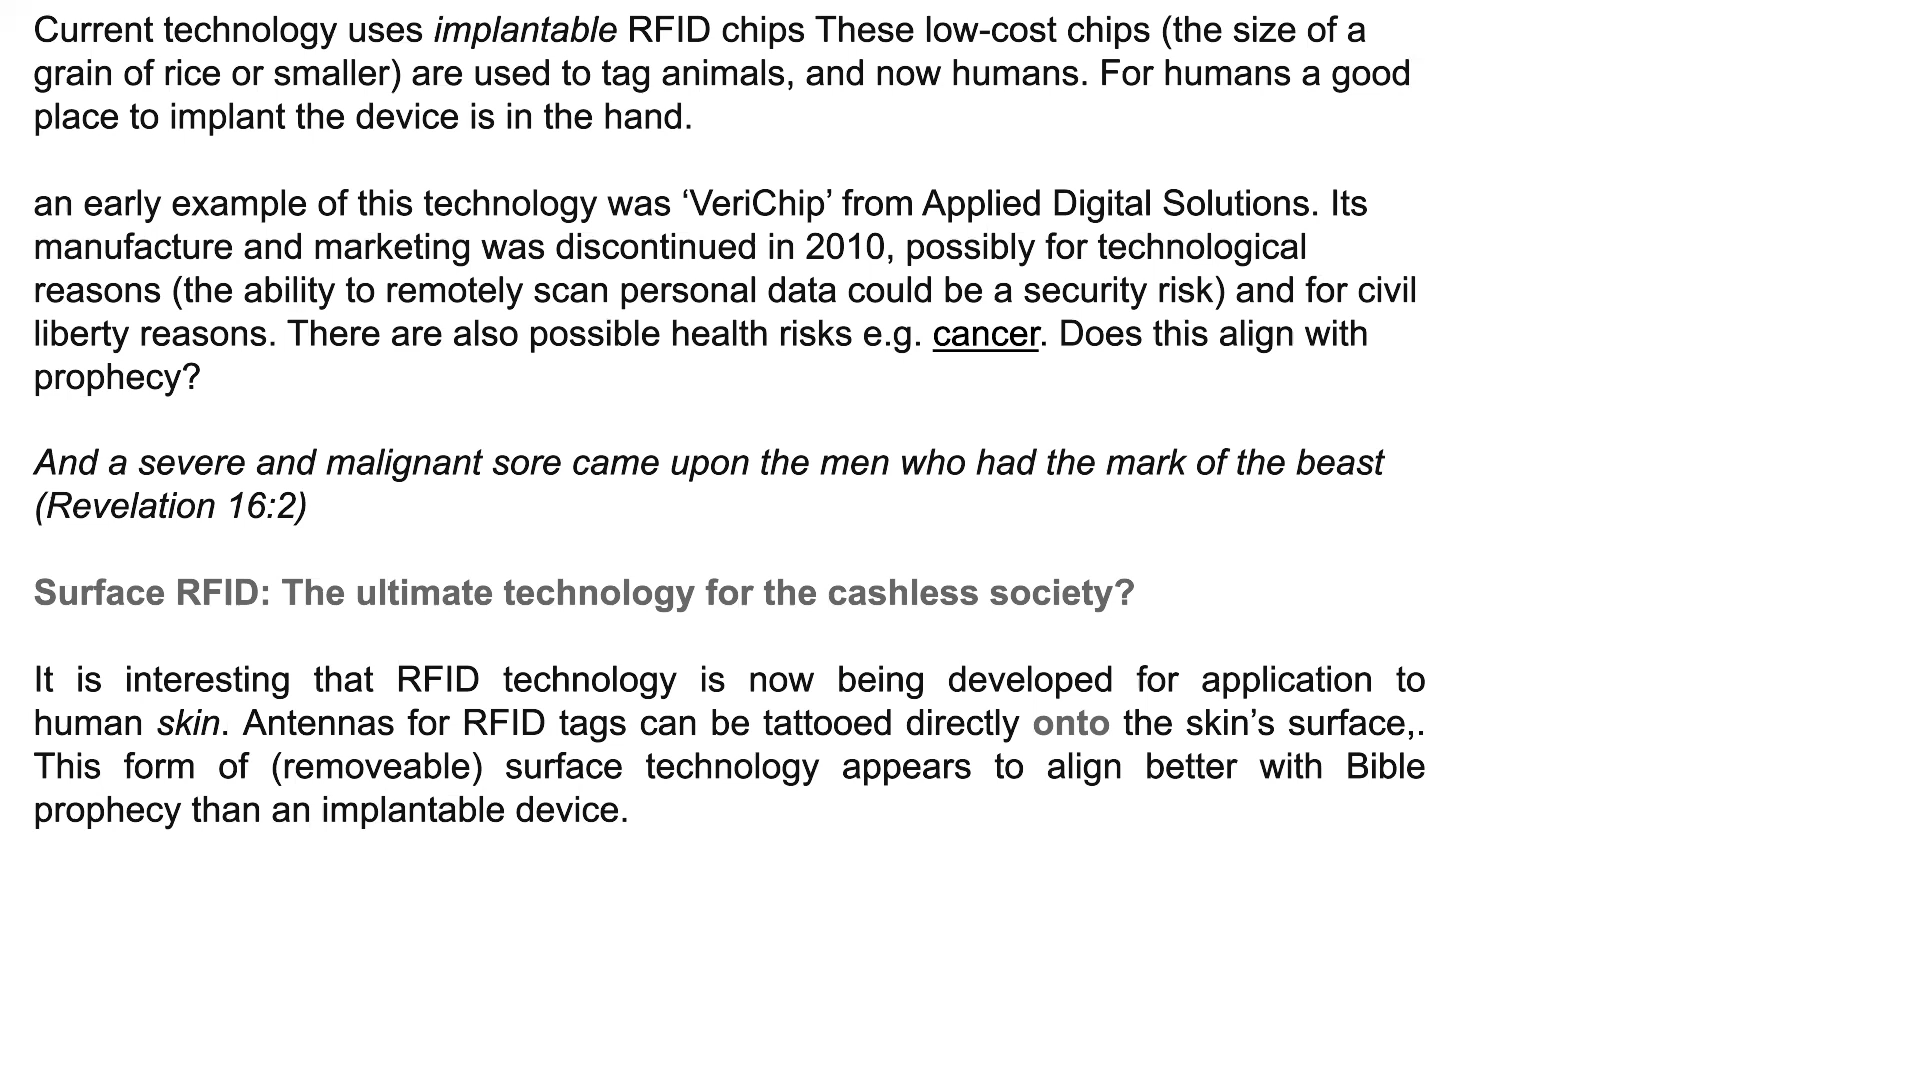 Current technology uses implantable RFID chips These low-cost chips (the size of a
grain of rice or smaller) are used to tag animals, and now humans. For humans a good
place to implant the device is in the hand.
an early example of this technology was ‘VeriChip’ from Applied Digital Solutions. Its
manufacture and marketing was discontinued in 2010, possibly for technological
reasons (the ability to remotely scan personal data could be a security risk) and for civil
liberty reasons. There are also possible health risks e.g. cancer. Does this align with
prophecy?
And a severe and malignant sore came upon the men who had the mark of the beast
(Revelation 16:2)
Surface RFID: The ultimate technology for the cashless society?
It is interesting that RFID technology is now being developed for application to
human skin. Antennas for RFID tags can be tattooed directly onto the skin’s surface,.
This form of (removeable) surface technology appears to align better with Bible
prophecy than an implantable device.